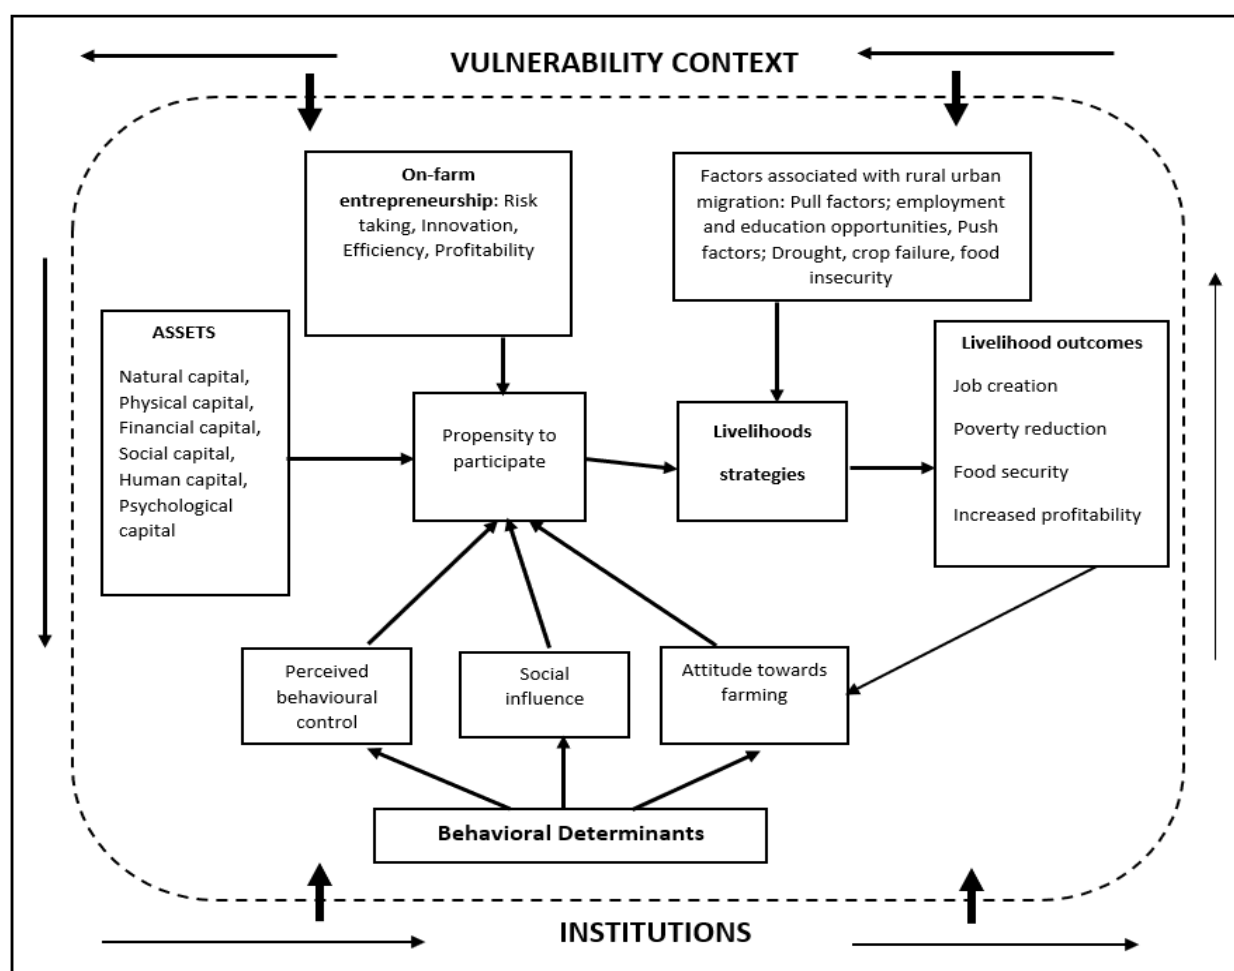 VULNERABILITY CONTEXT
On-farm
entrepreneurship: Risk
taking, Innovation,
Efficiency, Profitability
Factors associated with rural urban
migration: Pull factors; employment
and education opportunities, Push
factors; Drought, crop failure, food
insecurity
ASSETS
Natural capital,
Physical capital,
Financial capital,
Social capital,
Human capital,
Psychological
capital
Propensity to
participate
Livelihoods
strategies
Livelihood outcomes
Job creation
Poverty reduction
Food security
Increased profitability
Perceived
behavioural
control
Social
influence
Attitude towards
farming
Behavioral Determinants
INSTITUTIONS